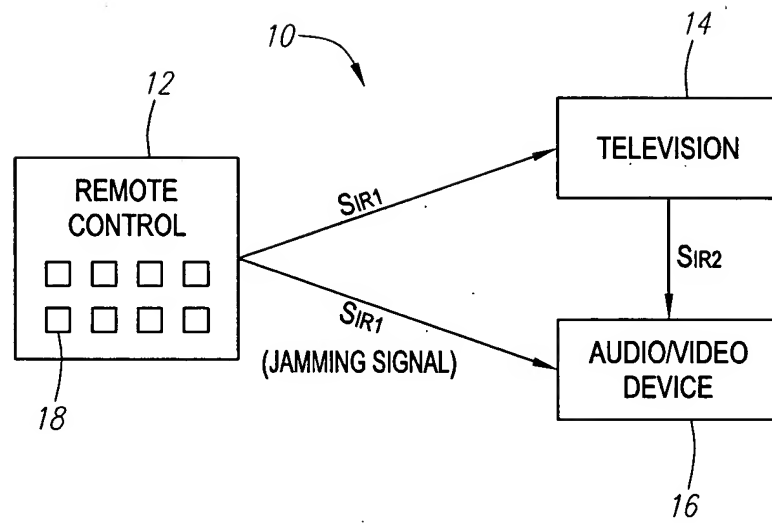 10
14
12
TELEVISION
REMOTE
CONTROL
SIR1
SIR2
SIR1
(JAMMING SIGNAL)
AUDIO/VIDEO
DEVICE
18
16